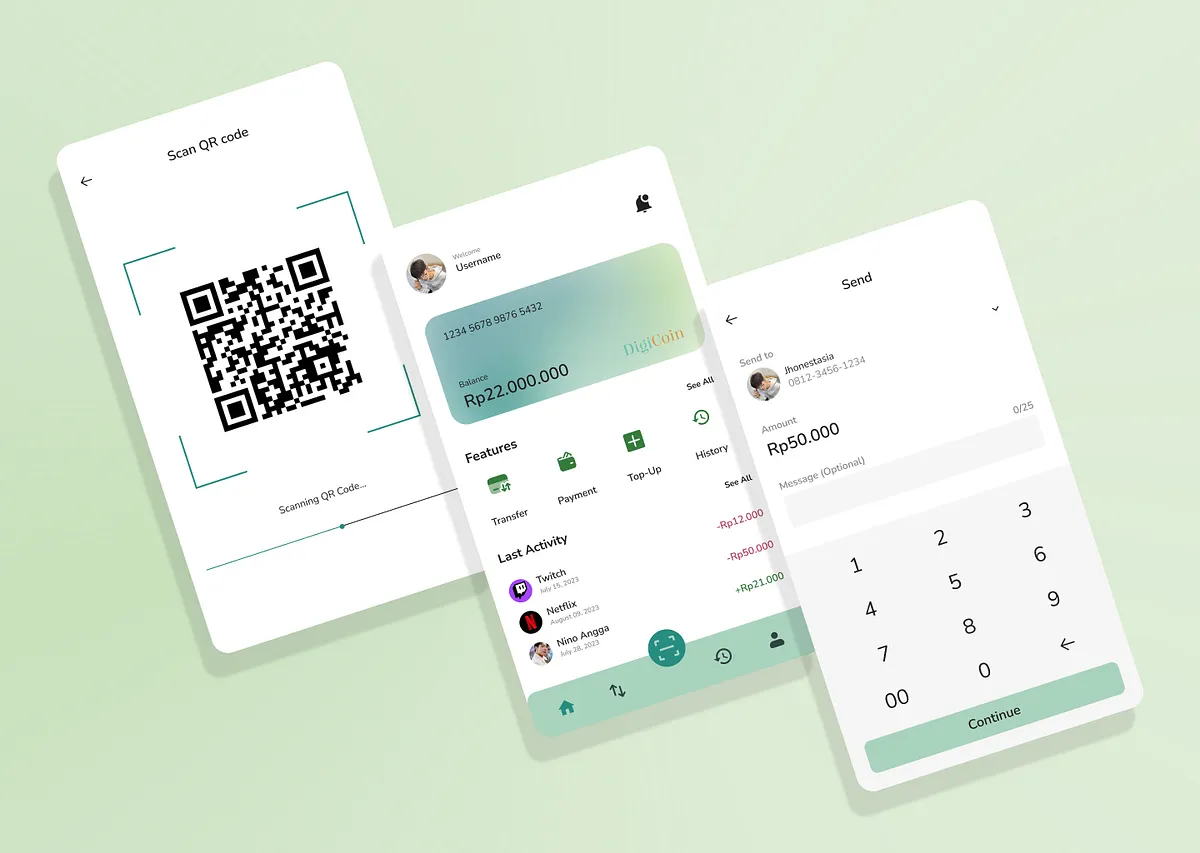 Scan QR code
Scanning QR Code...
Welcome
Username
1234 5678 9876 5432
Balance
Rp22.000.000
DigiCoin
Features
See All
Transfer
Payment
Top-Up
History
Last Activity
See All
Twitch
July 15, 2023
-Rp12.000
Netflix
August 09, 2023
-Rp50.000
Nino Angga
July 28, 2023
+Rp21.000
Send
Send to
Jhonestasia
0812-3456-1234
Amount
Rp50.000
Message (Optional)
0/25
1 2 3
4 5 6
7 8 9
00 0
Continue